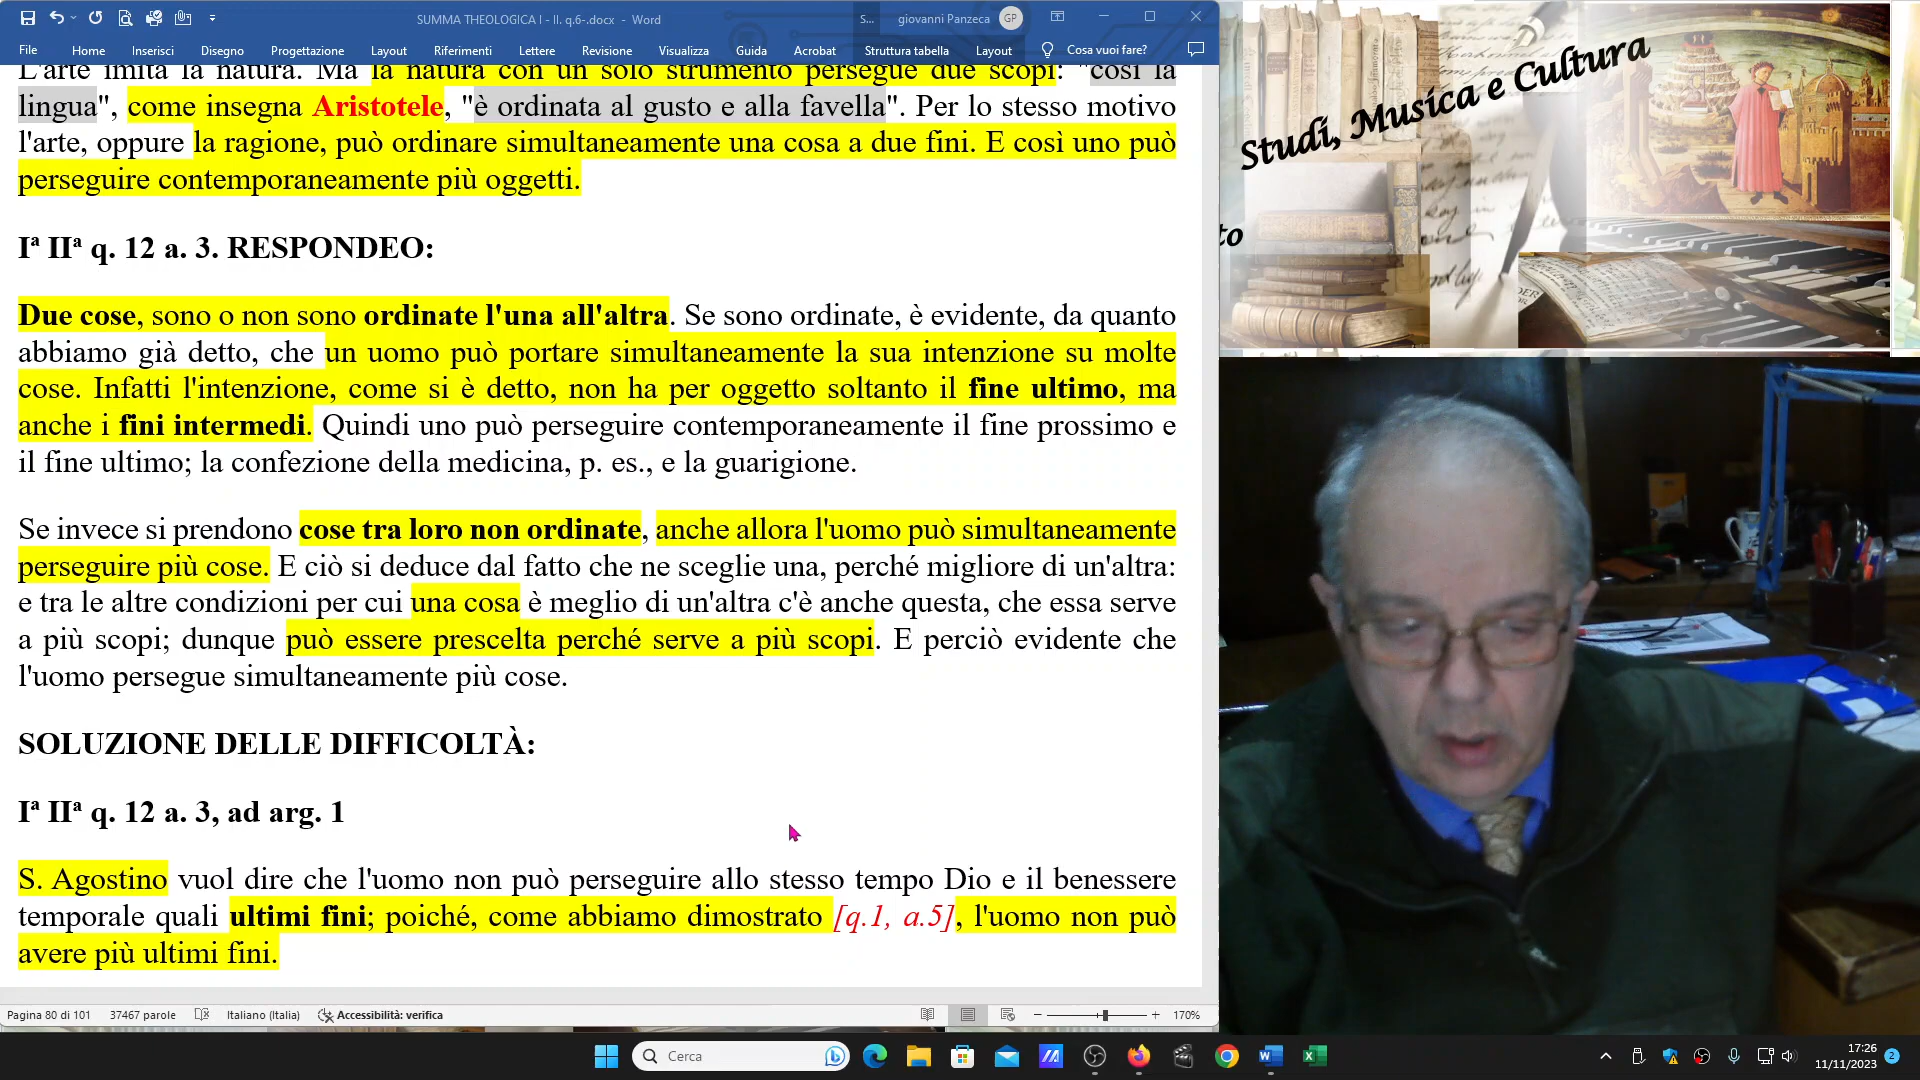 SUMMA THEOLOGICA I - II. q.6-.docx - Word
S...
giovanni Panzeca
GP
File
Home
Inserisci
Disegno
Progettazione
Layout
Riferimenti
Lettere
Revisione
Visualizza
Guida
Acrobat
Struttura tabella
Layout
Cosa vuoi fare?
L'arte imita la natura. Ma la natura con un solo strumento persegue due scopi: "così la
lingua", come insegna Aristotele, "è ordinata al gusto e alla favella". Per lo stesso motivo
l'arte, oppure la ragione, può ordinare simultaneamente una cosa a due fini. E così uno può
perseguire contemporaneamente più oggetti.
Iª IIª q. 12 a. 3. RESPONDEO:
Due cose, sono o non sono ordinate l'una all'altra. Se sono ordinate, è evidente, da quanto
abbiamo già detto, che un uomo può portare simultaneamente la sua intenzione su molte
cose. Infatti l'intenzione, come si è detto, non ha per oggetto soltanto il fine ultimo, ma
anche i fini intermedi. Quindi uno può perseguire contemporaneamente il fine prossimo e
il fine ultimo; la confezione della medicina, p. es., e la guarigione.
Se invece si prendono cose tra loro non ordinate, anche allora l'uomo può simultaneamente
perseguire più cose. E ciò si deduce dal fatto che ne sceglie una, perché migliore di un'altra:
e tra le altre condizioni per cui una cosa è meglio di un'altra c'è anche questa, che essa serve
a più scopi; dunque può essere prescelta perché serve a più scopi. E perciò evidente che
l'uomo persegue simultaneamente più cose.
SOLUZIONE DELLE DIFFICOLTÀ:
Iª IIª q. 12 a. 3, ad arg. 1
S. Agostino vuol dire che l'uomo non può perseguire allo stesso tempo Dio e il benessere
temporale quali ultimi fini; poiché, come abbiamo dimostrato [q.1, a.5], l'uomo non può
avere più ultimi fini.
Pagina 80 di 101
37467 parole
Italiano (Italia)
Accessibilità: verifica
170%
Studi, Musica e Cultura
to
Cerca
17:26
11/11/2023
2